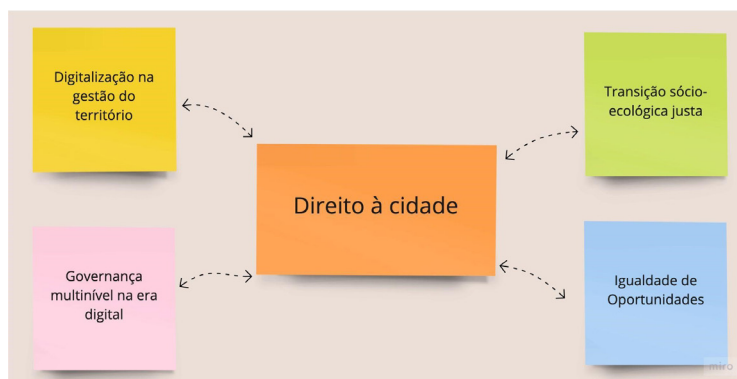 Digitalização na
gestão do
território
Transição sócio-
ecológica justa
Direito à cidade
Governança
multinível na era
digital
Igualdade de
Oportunidades
miro